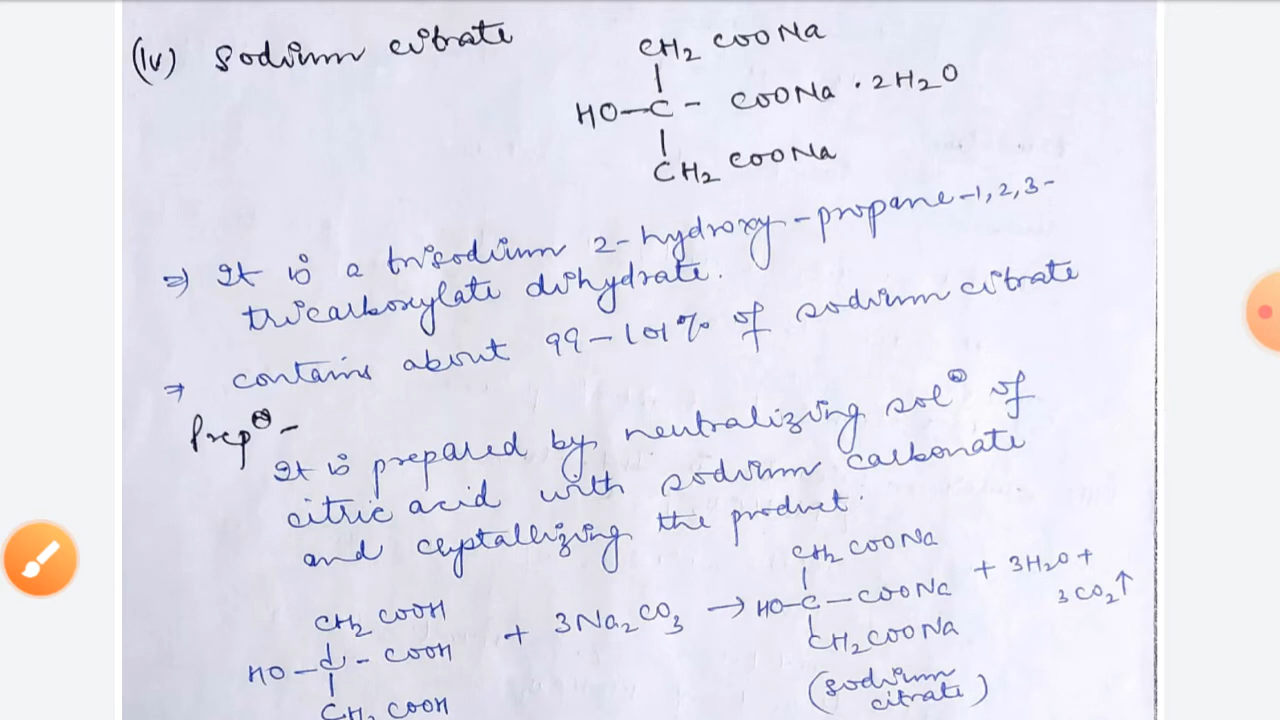 (iv) Sodium citrate
CH2 COONa
|
HO—C - COONa . 2H2O
|
CH2 COONa
⇒ It is a trisodium 2-hydroxy-propane-1,2,3-
tricarboxylate dihydrate.
⇒ contains about 99-101% of sodium citrate
Prepⁿ -
It is prepared by neutralizing solⁿ of
citric acid with sodium carbonate
and crystallizing the product.
CH2 COOH
HO—C - COOH + 3Na2CO3 → HO-C—COONa + 3H2O +
|
CH2 COOH
CH2 COONa
|
3CO2↑
|
CH2COONa
(sodium
citrate)